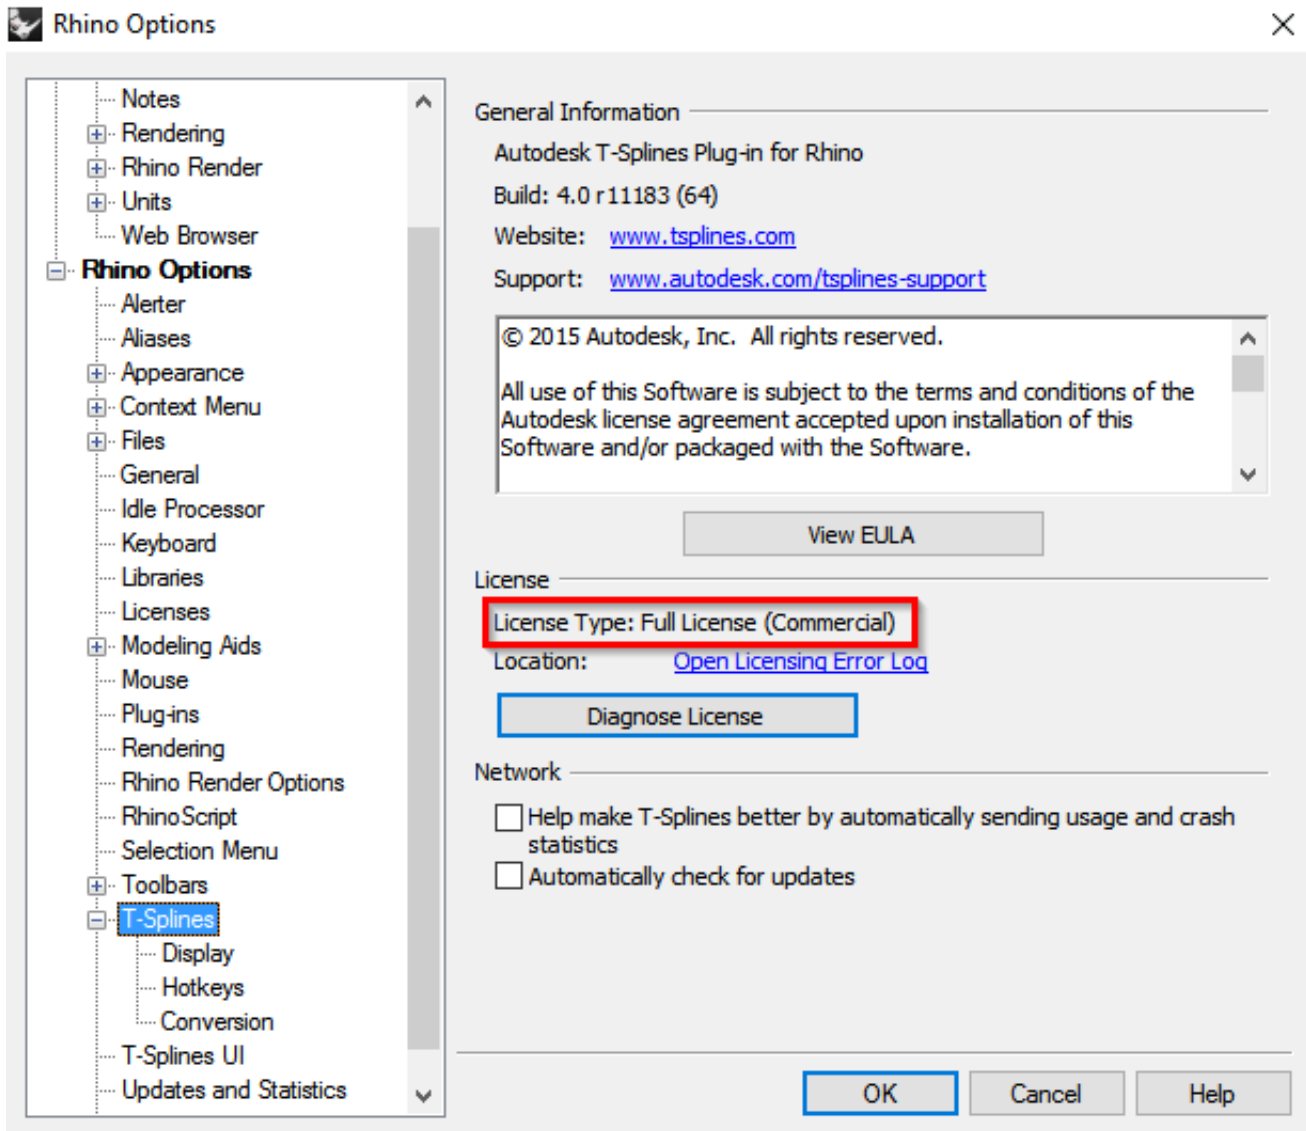 Rhino Options
Notes
Rendering
Rhino Render
Units
Web Browser
Rhino Options
Alerter
Aliases
Appearance
Context Menu
Files
General
Idle Processor
Keyboard
Libraries
Licenses
Modeling Aids
Mouse
Plug-ins
Rendering
Rhino Render Options
RhinoScript
Selection Menu
Toolbars
T-Splines
Display
Hotkeys
Conversion
T-Splines UI
Updates and Statistics
General Information
Autodesk T-Splines Plug-in for Rhino
Build: 4.0 r11183 (64)
Website: www.tsplines.com
Support: www.autodesk.com/tsplines-support
© 2015 Autodesk, Inc. All rights reserved.
All use of this Software is subject to the terms and conditions of the
Autodesk license agreement accepted upon installation of this
Software and/or packaged with the Software.
View EULA
License
License Type: Full License (Commercial)
Location: Open Licensing Error Log
Diagnose License
Network
Help make T-Splines better by automatically sending usage and crash
statistics
Automatically check for updates
OK Cancel Help